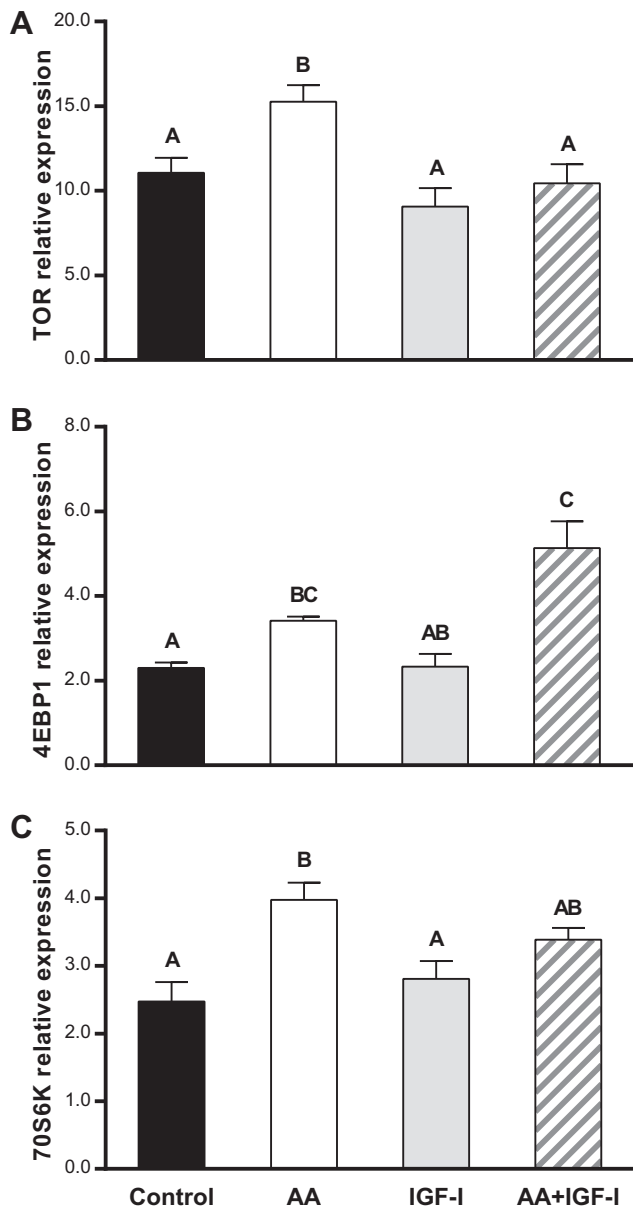 A
TOR relative expression
20.0
15.0
10.0
5.0
0.0
A
B
A
A
B
4EBP1 relative expression
8.0
6.0
4.0
2.0
0.0
A
BC
AB
C
C
70S6K relative expression
5.0
4.0
3.0
2.0
1.0
0.0
A
B
A
AB
Control AA IGF-I AA+IGF-I